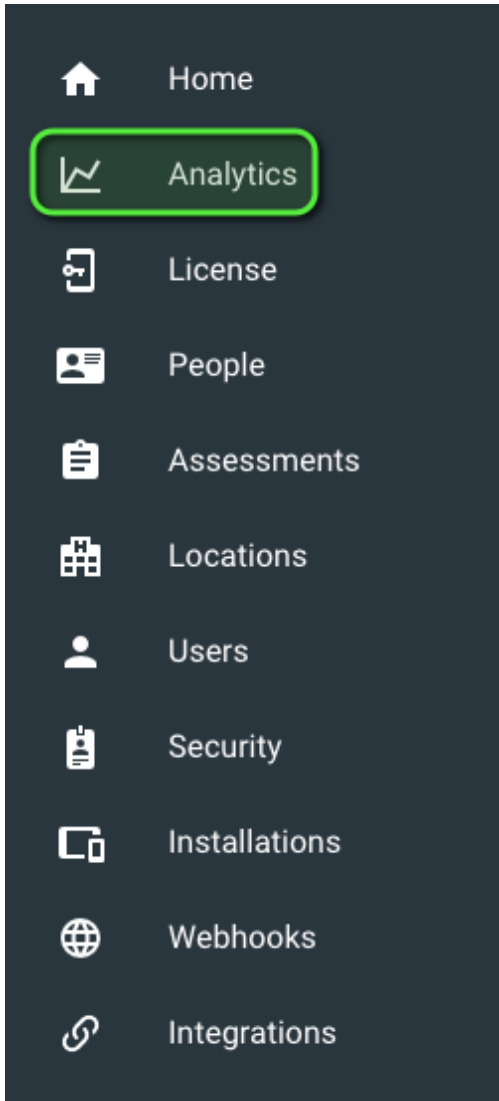 Home
Analytics
License
People
Assessments
Locations
Users
Security
Installations
Webhooks
Integrations